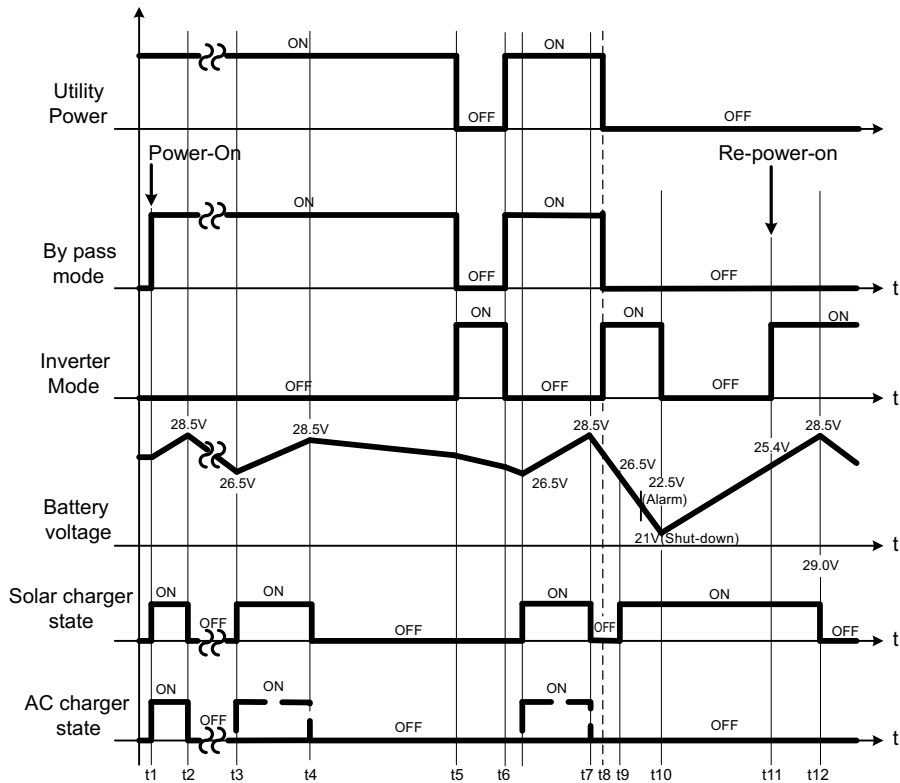 ON
ON
Utility
Power
OFF
OFF
t
Power-On
Re-power-on
ON
ON
By pass
mode
OFF
OFF
t
ON
ON
ON
Inverter
Mode
OFF
OFF
OFF
t
28.5V
28.5V
28.5V
28.5V
25.4V
26.5V
26.5V
26.5V
22.5V
(Alarm)
Battery
voltage
21V(Shut-down)
t
29.0V
ON
ON
ON
ON
Solar charger
state
OFF
OFF
OFF
OFF
t
ON
ON
ON
AC charger
state
OFF
OFF
OFF
t
t1
t2
t3
t4
t5
t6
t7
t8
t9
t10
t11
t12